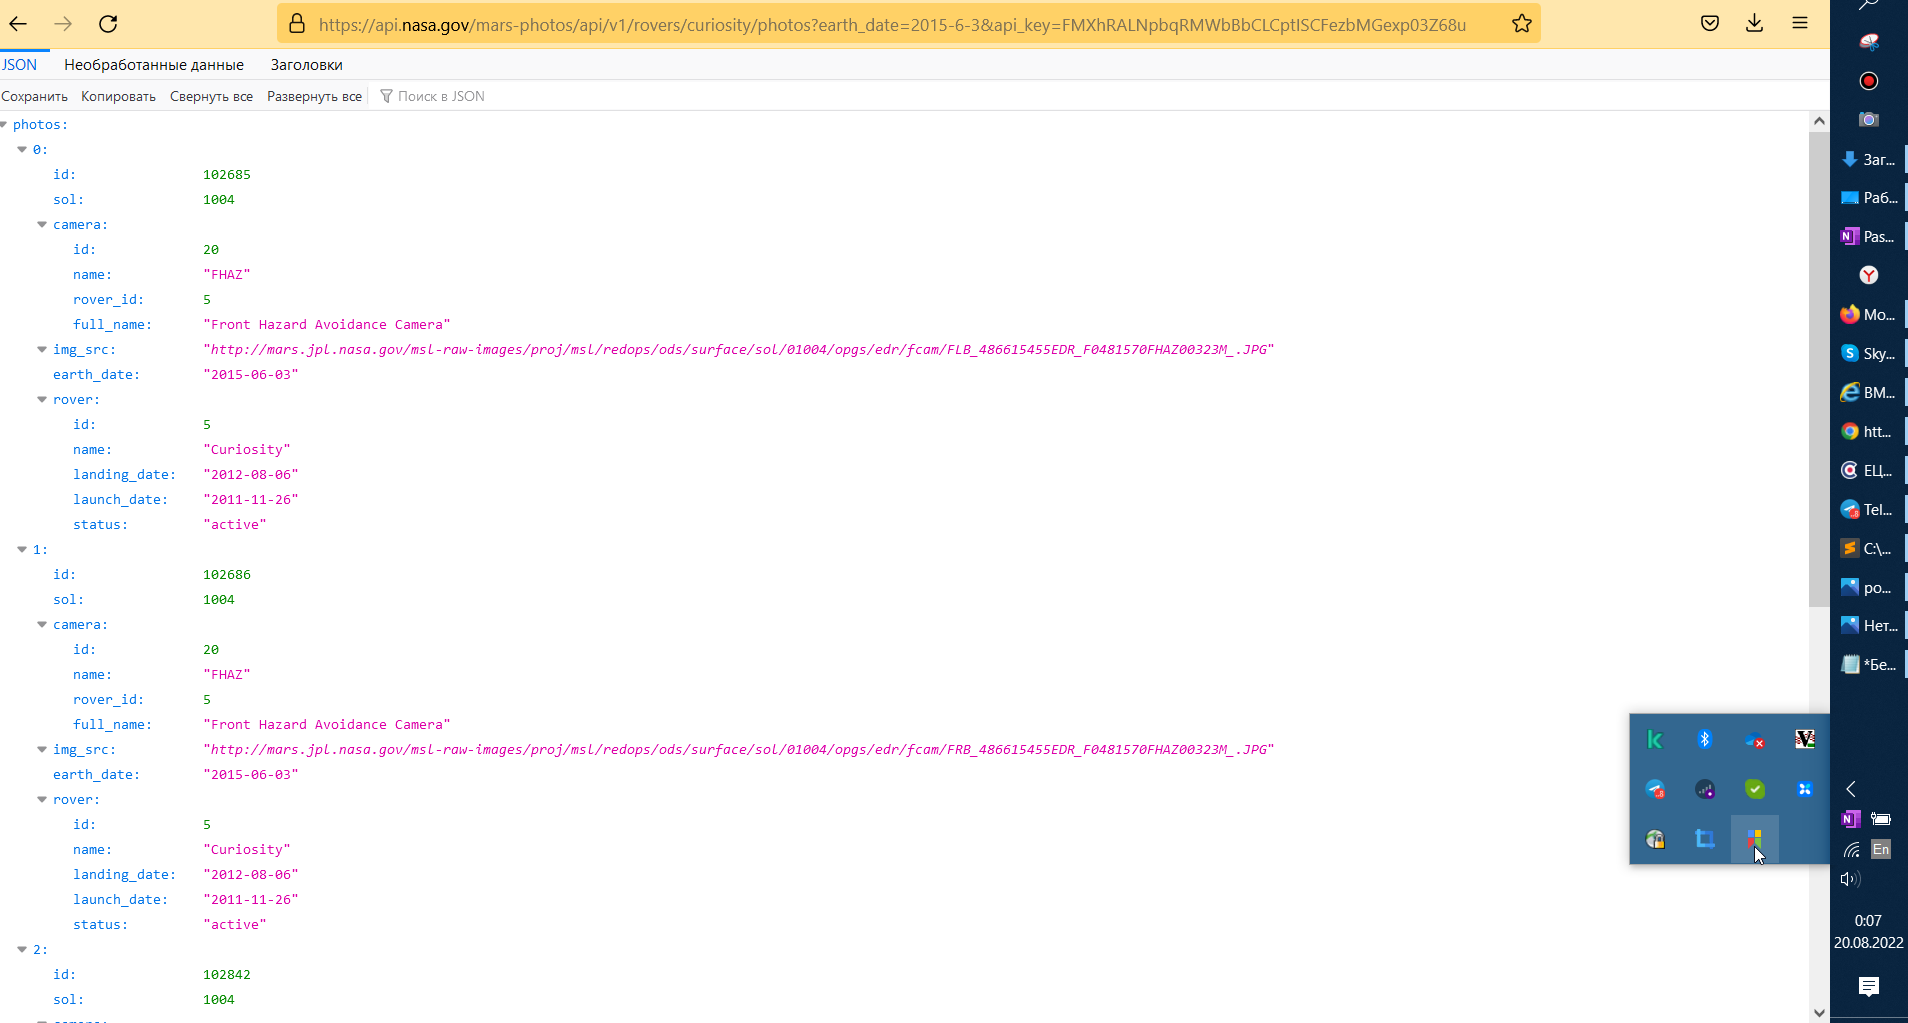 https://api.nasa.gov/mars-photos/api/v1/rovers/curiosity/photos?earth_date=2015-6-3&api_key=FMXhRALNpbqRMWbBbCLCptISCFezbMGexp03Z68u
JSON Необработанные данные Заголовки
Сохранить Копировать Свернуть все Развернуть все Поиск в JSON
photos:
0:
id: 102685
sol: 1004
camera:
id: 20
name: "FHAZ"
rover_id: 5
full_name: "Front Hazard Avoidance Camera"
img_src: "http://mars.jpl.nasa.gov/msl-raw-images/proj/msl/redops/ods/surface/sol/01004/opgs/edr/fcam/FLB_486615455EDR_F0481570FHAZ00323M_.JPG"
earth_date: "2015-06-03"
rover:
id: 5
name: "Curiosity"
landing_date: "2012-08-06"
launch_date: "2011-11-26"
status: "active"
1:
id: 102686
sol: 1004
camera:
id: 20
name: "FHAZ"
rover_id: 5
full_name: "Front Hazard Avoidance Camera"
img_src: "http://mars.jpl.nasa.gov/msl-raw-images/proj/msl/redops/ods/surface/sol/01004/opgs/edr/fcam/FRB_486615455EDR_F0481570FHAZ00323M_.JPG"
earth_date: "2015-06-03"
rover:
id: 5
name: "Curiosity"
landing_date: "2012-08-06"
launch_date: "2011-11-26"
status: "active"
2:
id: 102842
sol: 1004
Заг...
Раб...
Pas...
Mo...
Sky...
ВМ...
htt...
ЕЦ...
Tel...
C:\...
po...
Нет...
*Бе...
En
0:07
20.08.2022